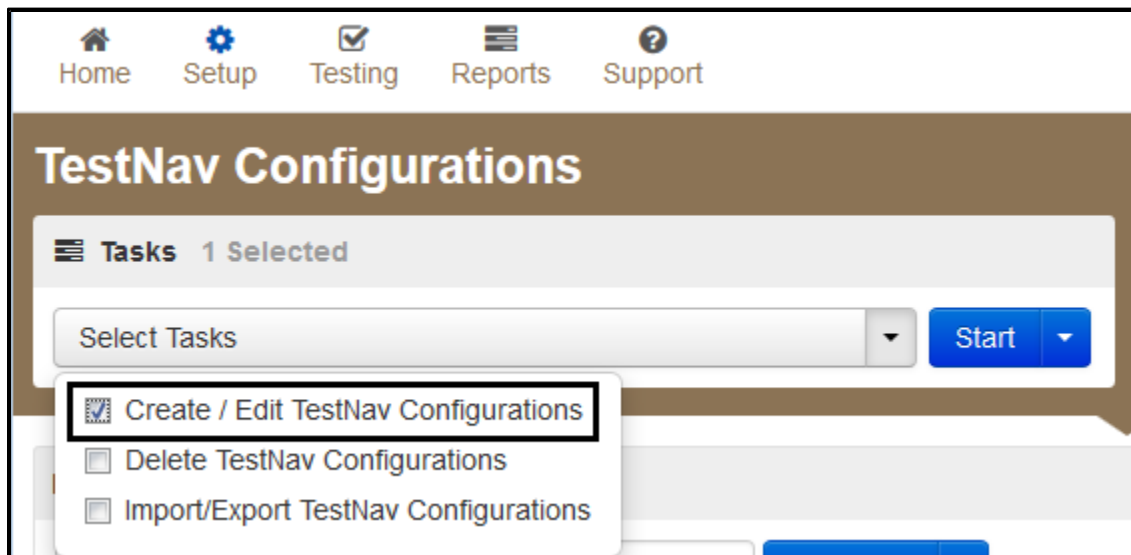 Home Setup Testing Reports Support
TestNav Configurations
Tasks 1 Selected
Select Tasks Start
Create / Edit TestNav Configurations
Delete TestNav Configurations
Import/Export TestNav Configurations